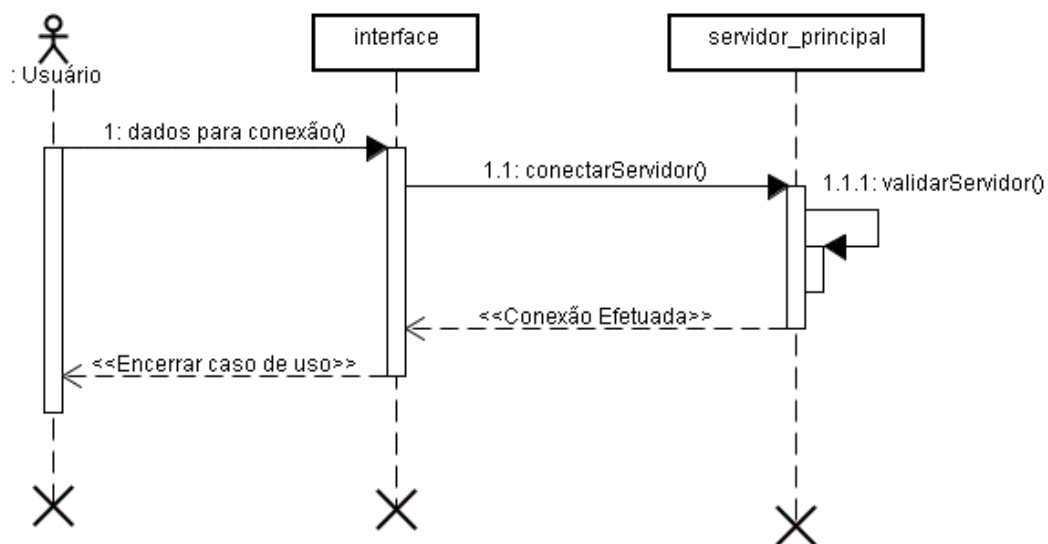 interface
servidor_principal
: Usuário
1: dados para conexão()
1.1: conectarServidor()
1.1.1: validarServidor()
<<Conexão Efetuada>>
<<Encerrar caso de uso>>